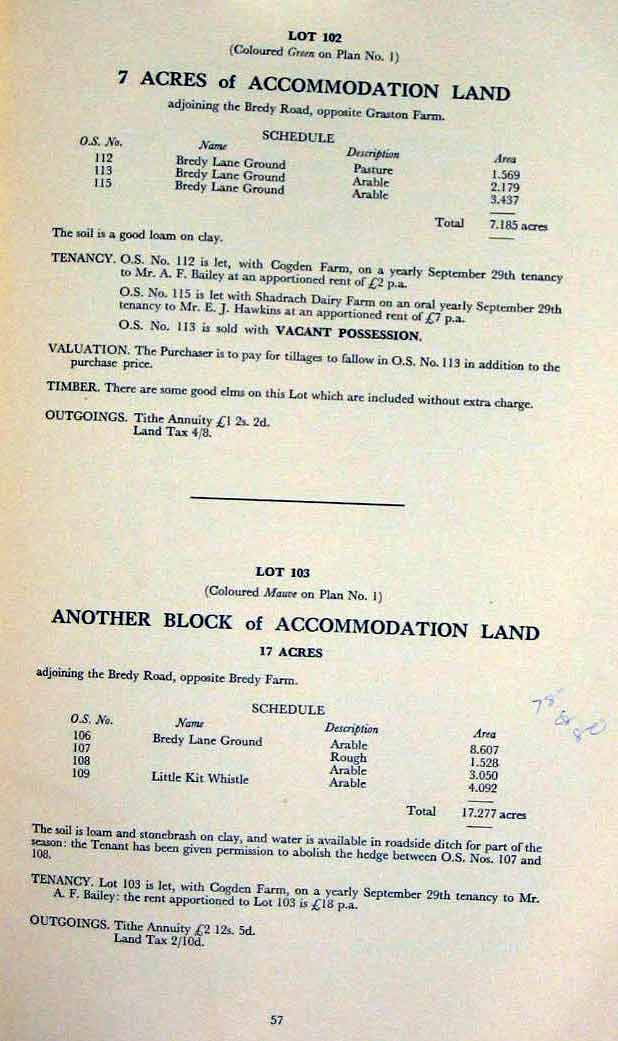 LOT 102
(Coloured Green on Plan No. 1)
7 ACRES of ACCOMMODATION LAND
adjoining the Bredy Road, opposite Graston Farm.
SCHEDULE
O.S. No. Name Description Area
112 Bredy Lane Ground Pasture 1.569
113 Bredy Lane Ground Arable 2.179
115 Bredy Lane Ground Arable 3.437
Total 7.185 acres
The soil is a good loam on clay.
TENANCY. O.S. No. 112 is let, with Cogden Farm, on a yearly September 29th tenancy
to Mr. A. F. Bailey at an apportioned rent of £2 p.a.
O.S. No. 115 is let with Shadrach Dairy Farm on an oral yearly September 29th
tenancy to Mr. E. J. Hawkins at an apportioned rent of £7 p.a.
O.S. No. 113 is sold with VACANT POSSESSION.
VALUATION. The Purchaser is to pay for tillages to fallow in O.S. No. 113 in addition to the
purchase price.
TIMBER. There are some good elms on this Lot which are included without extra charge.
OUTGOINGS. Tithe Annuity £1 2s. 2d.
Land Tax 4/8.
LOT 103
(Coloured Mauve on Plan No. 1)
ANOTHER BLOCK of ACCOMMODATION LAND
17 ACRES
adjoining the Bredy Road, opposite Bredy Farm.
SCHEDULE
O.S. No. Name Description Area
106 Bredy Lane Ground Arable 8.607
107 Rough 1.528
108 Arable 3.050
109 Little Kit Whistle Arable 4.092
Total 17.277 acres
The soil is loam and stonebrash on clay, and water is available in roadside ditch for part of the
season: the Tenant has been given permission to abolish the hedge between O.S. Nos. 107 and
108.
TENANCY. Lot 103 is let, with Cogden Farm, on a yearly September 29th tenancy to Mr.
A. F. Bailey: the rent apportioned to Lot 103 is £18 p.a.
OUTGOINGS. Tithe Annuity £2 12s. 5d.
Land Tax 2/10d.
57